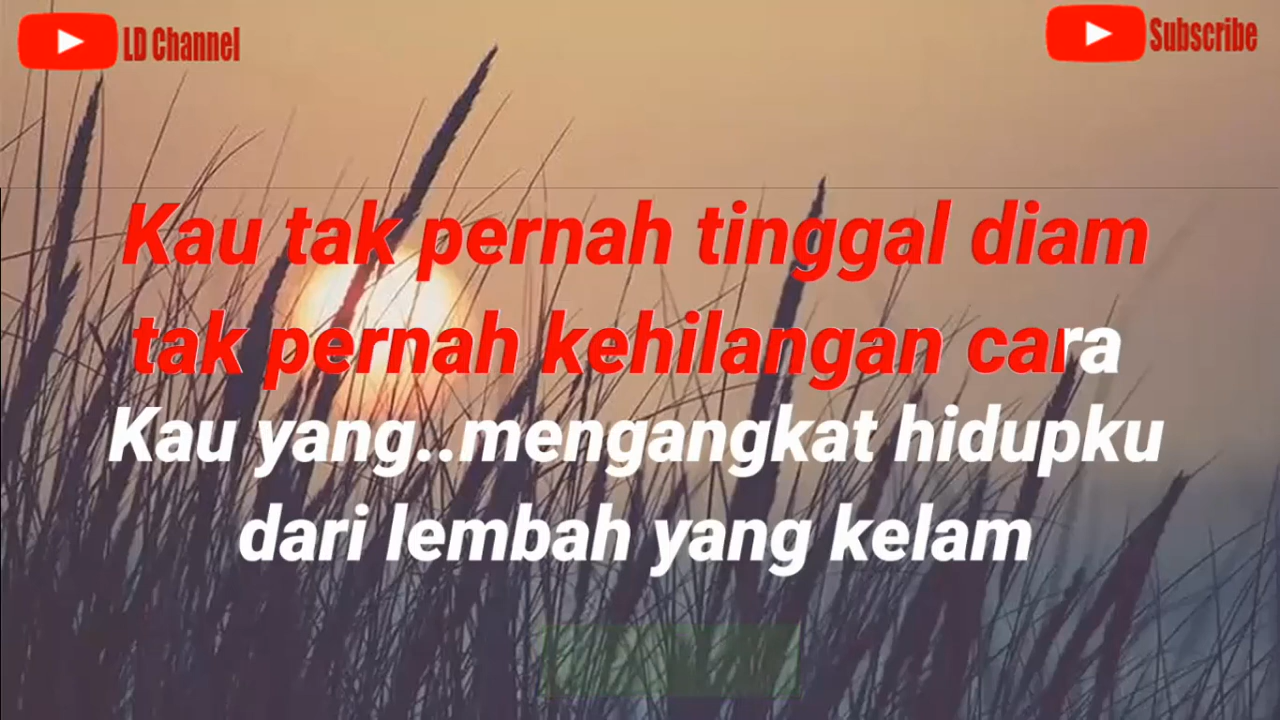 LD Channel
Subscribe
Kau tak pernah tinggal diam
tak pernah kehilangan cara
Kau yang..mengangkat hidupku
dari lembah yang kelam